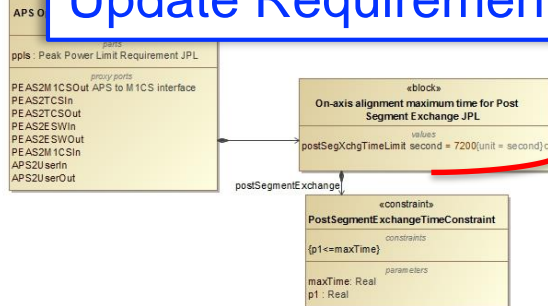 Update Requiremen
APS O
parts
ppls : Peak Power Limit Requirement JPL
proxy ports
PEAS2M1CSOut APS to M1CS interface
PEAS2TCSIn
PEAS2TCSOut
PEAS2ESWIn
PEAS2ESWOut
PEAS2M1CSIn
APS2UserIn
APS2UserOut
«block»
On-axis alignment maximum time for Post
Segment Exchange JPL
values
postSegXchgTimeLimit second = 7200{unit = second}
postSegmentExchange
«constraint»
PostSegmentExchangeTimeConstraint
constraints
{p1<=maxTime}
parameters
maxTime: Real
p1 : Real